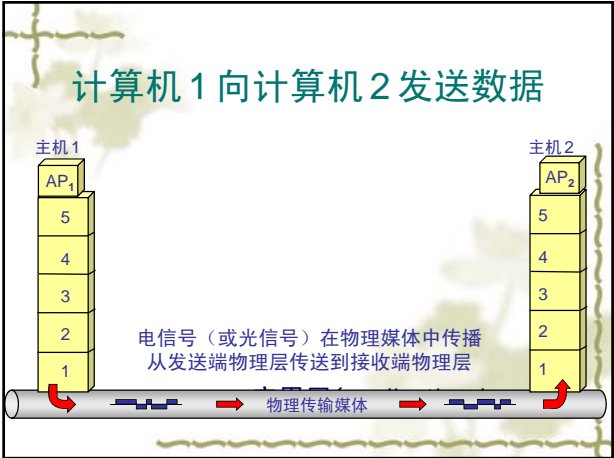 计算机1向计算机2发送数据
主机1
主机2
AP1
AP2
5
5
4
4
3
3
2
2
电信号（或光信号）在物理媒体中传播
从发送端物理层传送到接收端物理层
1
1
物理传输媒体